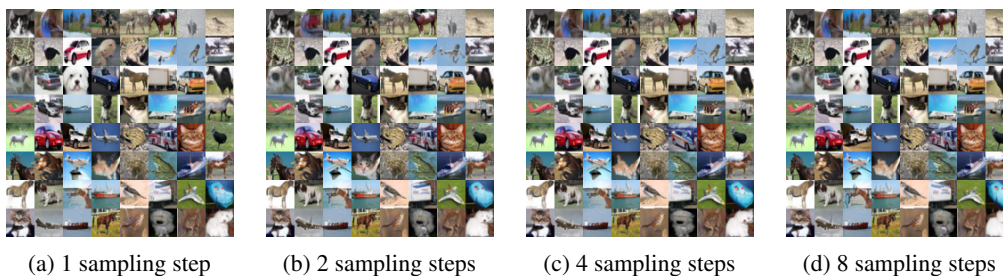 (a) 1 sampling step
(b) 2 sampling steps
(c) 4 sampling steps
(d) 8 sampling steps